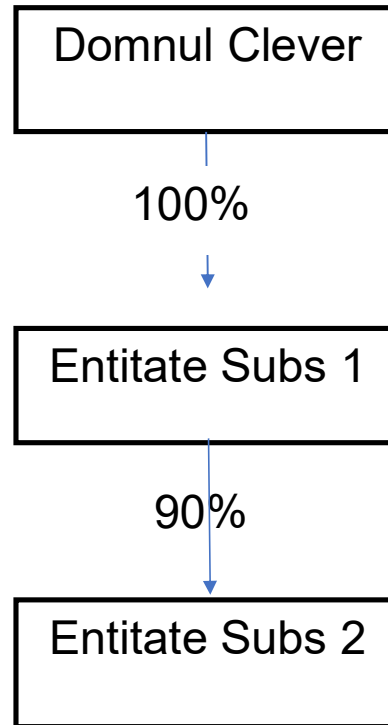 Domnul Clever
100%
Entitate Subs 1
90%
Entitate Subs 2